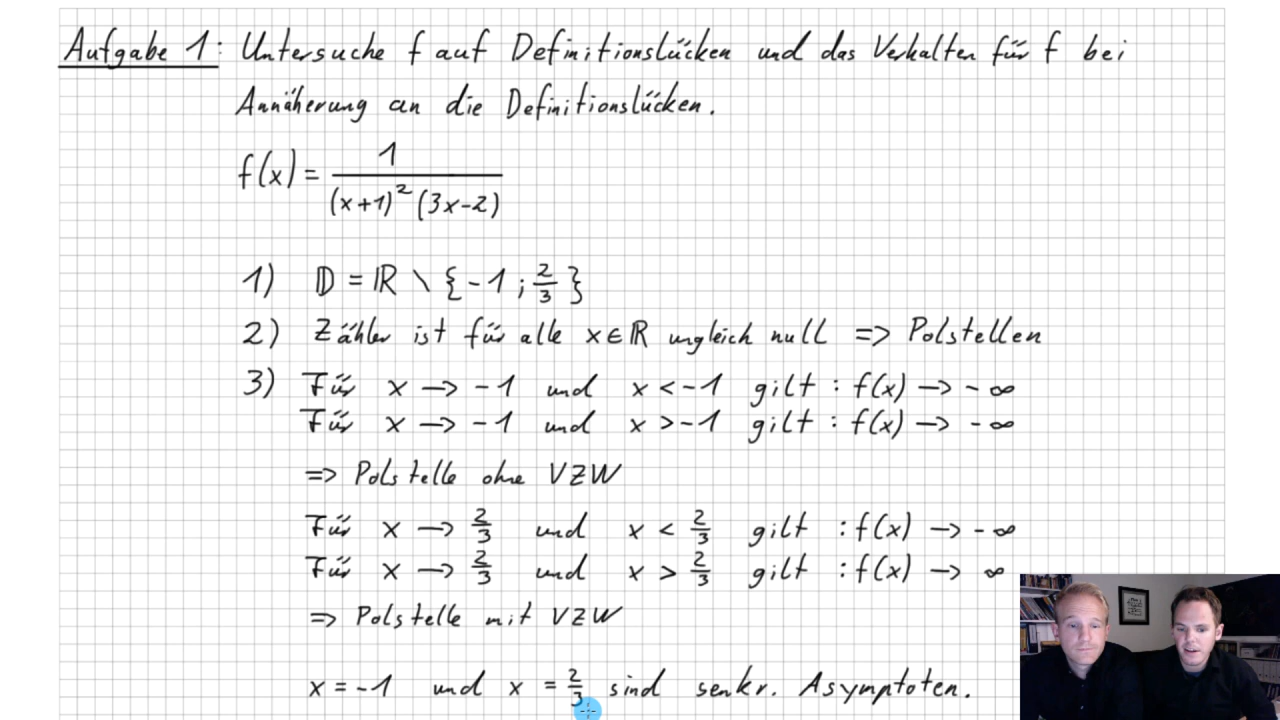 Aufgabe 1: Untersuche f auf Definitionslücken und das Verhalten für f bei
Annäherung an die Definitionslücken.
f(x) = 1 / ((x+1)² (3x-2))
1) 𝔻 = ℝ \ {-1 ; 2/3}
2) Zähler ist für alle x∈ℝ ungleich null => Polstellen
3) Für x → -1 und x < -1 gilt : f(x) → -∞
Für x → -1 und x > -1 gilt : f(x) → -∞
=> Polstelle ohne VZW
Für x → 2/3 und x < 2/3 gilt : f(x) → -∞
Für x → 2/3 und x > 2/3 gilt : f(x) → ∞
=> Polstelle mit VZW
x = -1 und x = 2/3 sind senkr. Asymptoten.